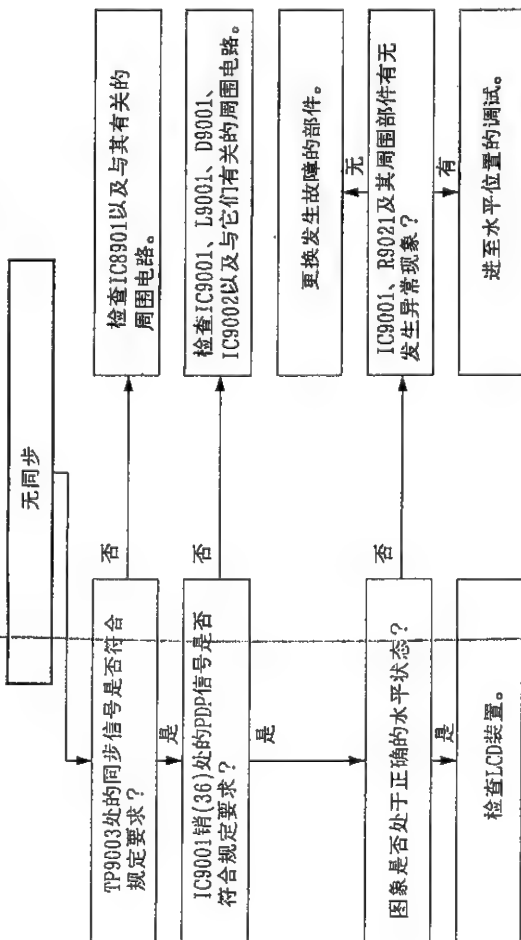 无同步
TP9003处的同步信号是否符合
规定要求？
否
检查IC8901以及与其有关的
周围电路。
是
IC9001销(36)处的PDP信号是否
符合规定要求？
否
检查IC9001、L9001、D9001、
IC9002以及与它们有关的周围电路。
是
更换发生故障的部件。
无
图象是否处于正确的水平状态？
否
IC9001、R9021及其周围部件有无
发生异常现象？
是
有
检查LCD装置。
进至水平位置的调试。